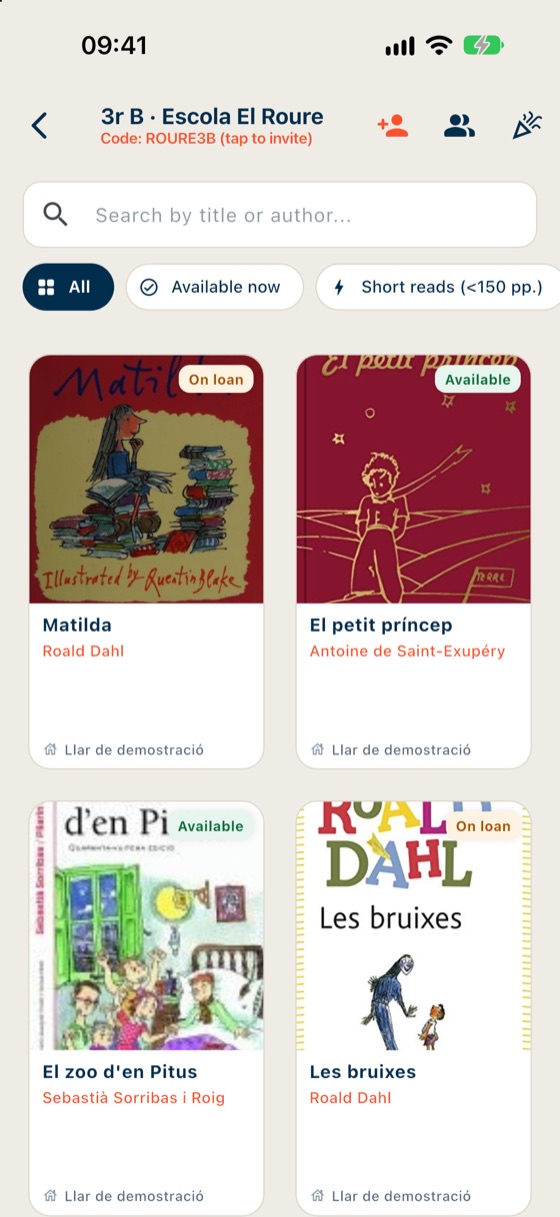 09:41
3r B · Escola El Roure
Code: ROURE3B (tap to invite)
Search by title or author...
All
Available now
Short reads (<150 pp.)
Matil
On loan
Illustrated by Quentin Blake
Matilda
Roald Dahl
Llar de demostració
El petit príncep
Available
TERRE
El petit príncep
Antoine de Saint-Exupéry
Llar de demostració
Sebastià Sorribas / Pilarín
d'en Pi
Available
El zoo d'en Pitus
Sebastià Sorribas i Roig
Llar de demostració
ROALD
DAHL
On loan
Les bruixes
Les bruixes
Roald Dahl
Llar de demostració